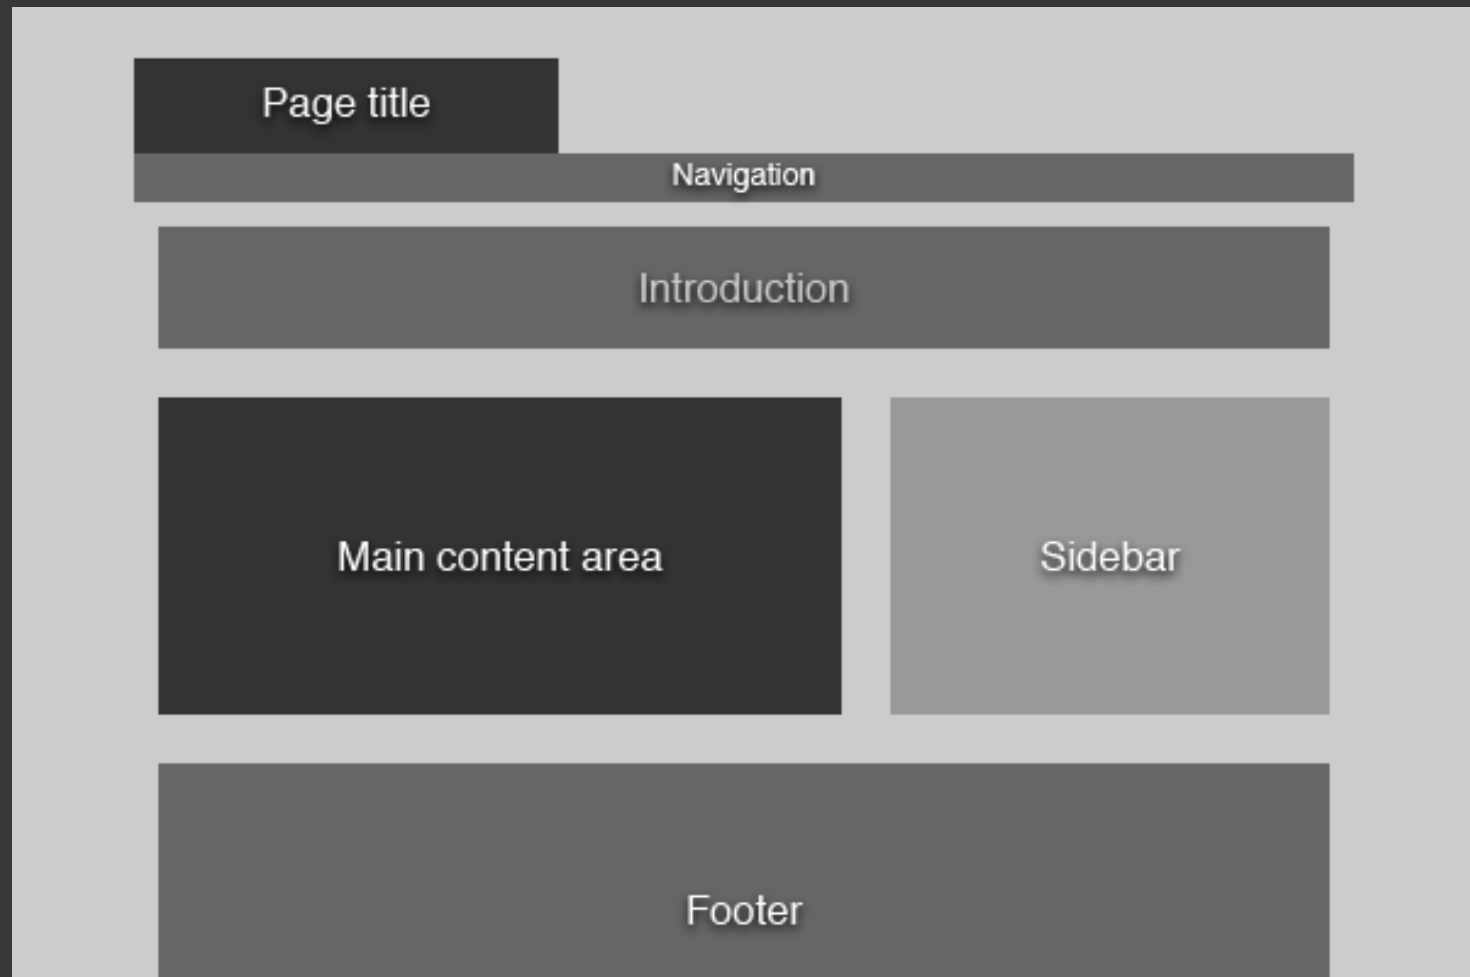 Page title
Navigation
Introduction
Main content area
Sidebar
Footer